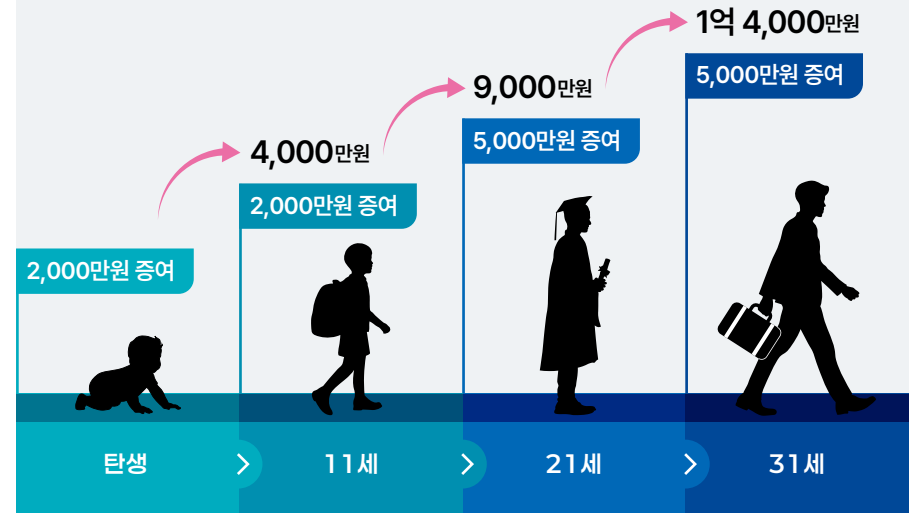 1억 4,000만원
5,000만원 증여
9,000만원
5,000만원 증여
4,000만원
2,000만원 증여
2,000만원 증여
탄생
11세
21세
31세